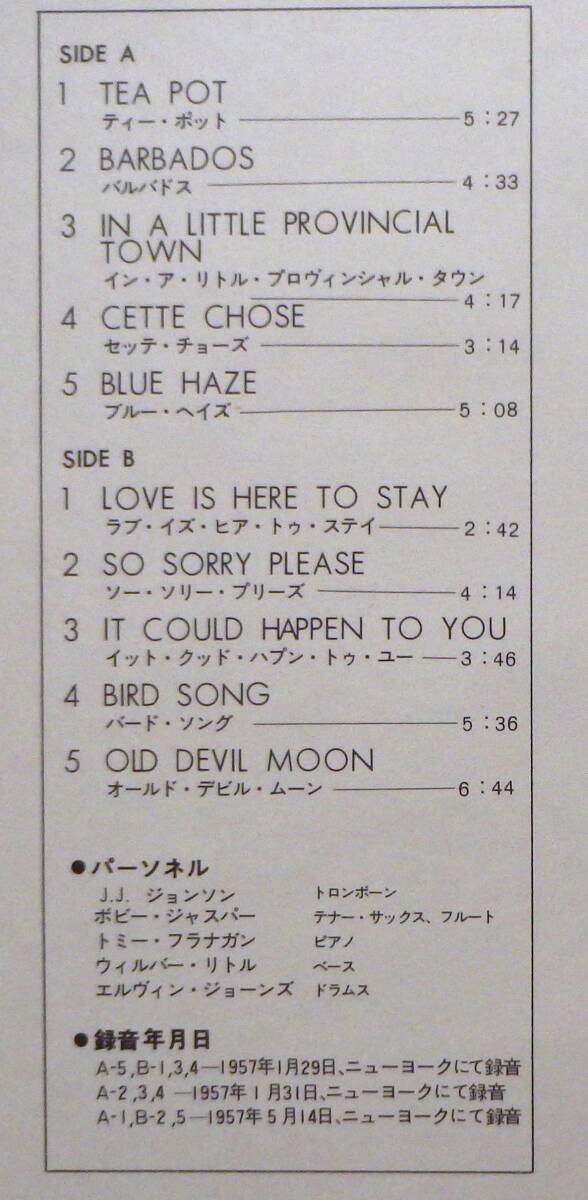 SIDE A
1 TEA POT
ティー・ポット 5:27
2 BARBADOS
バルバドス 4:33
3 IN A LITTLE PROVINCIAL
TOWN
イン・ア・リトル・プロヴィンシャル・タウン
4:17
4 CETTE CHOSE
セッテ・チョーズ 3:14
5 BLUE HAZE
ブルー・ヘイズ 5:08
SIDE B
1 LOVE IS HERE TO STAY
ラブ・イズ・ヒア・トゥ・ステイ 2:42
2 SO SORRY PLEASE
ソー・ソリー・プリーズ 4:14
3 IT COULD HAPPEN TO YOU
イット・クッド・ハプン・トゥ・ユー 3:46
4 BIRD SONG
バード・ソング 5:36
5 OLD DEVIL MOON
オールド・デビル・ムーン 6:44
●パーソネル
J.J. ジョンソン トロンボーン
ボビー・ジャスパー テナー・サックス、フルート
トミー・フラナガン ピアノ
ウィルバー・リトル ベース
エルヴィン・ジョーンズ ドラムス
●録音年月日
A-5,B-1,3,4—1957年1月29日、ニューヨークにて録音
A-2,3,4 —1957年1月31日、ニューヨークにて録音
A-1,B-2,5—1957年5月14日、ニューヨークにて録音